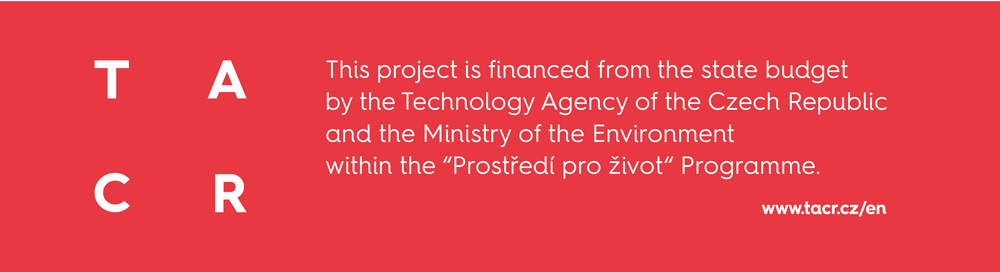 T A
C R
This project is financed from the state budget
by the Technology Agency of the Czech Republic
and the Ministry of the Environment
within the “Prostředí pro život“ Programme.
www.tacr.cz/en